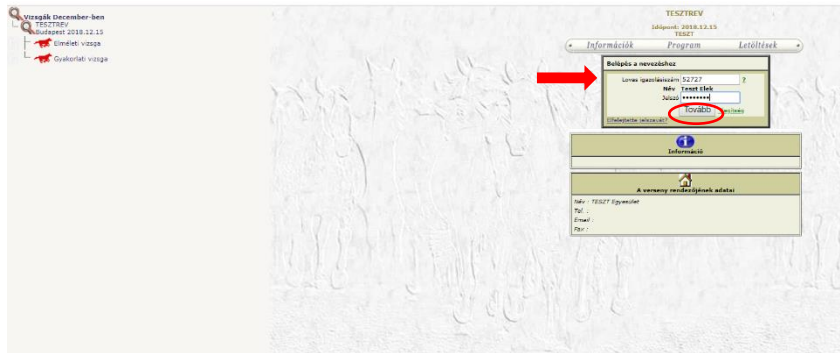 Vizsgák December-ben
TESZTREV
Budapest 2018.12.15
Elméleti vizsga
Gyakorlati vizsga
TESZTREV
Időpont: 2018.12.15
TESZT
Információk Program Letöltések
Belépés a nevezéshez
Lovas igazolásiszám 52727 ?
Név Teszt Elek
Jelszó ••••••••
Tovább
Elfelejtette jelszavát?
Információ
A verseny rendezőjének adatai
Név : TESZT Egyesület
Tel. :
Email :
Fax :